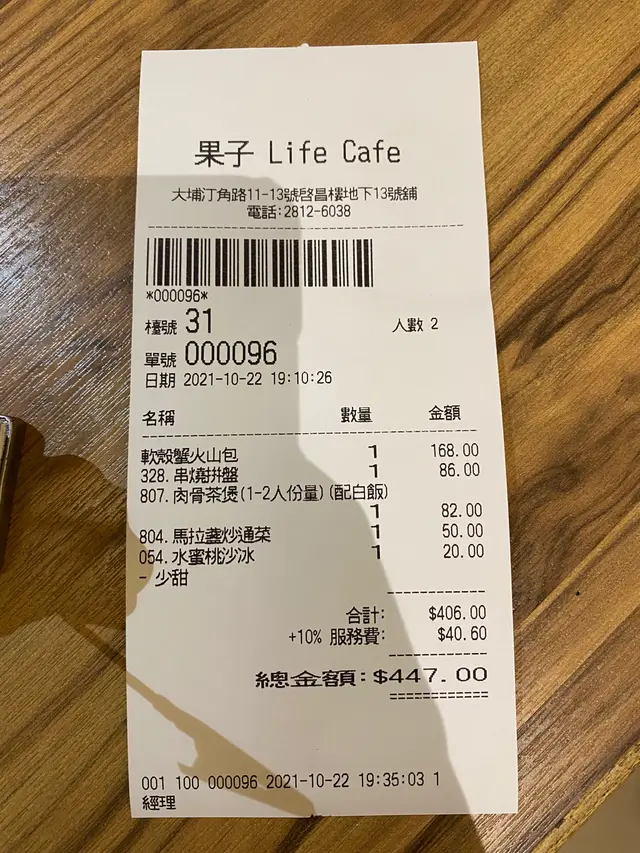 果子 Life Cafe
大埔汀角路11-13號啓昌樓地下13號舖
電話:2812-6038
*000096*
檯號 31 人數 2
單號 000096
日期 2021-10-22 19:10:26
名稱 數量 金額
軟殼蟹火山包 1 168.00
328. 串燒拼盤 1 86.00
807. 肉骨茶煲(1-2人份量)(配白飯)
1 82.00
804. 馬拉盞炒通菜 1 50.00
054. 水蜜桃沙冰 1 20.00
- 少甜
合計: $406.00
+10% 服務費: $40.60
總金額: $447.00
001 100 000096 2021-10-22 19:35:03 1
經理